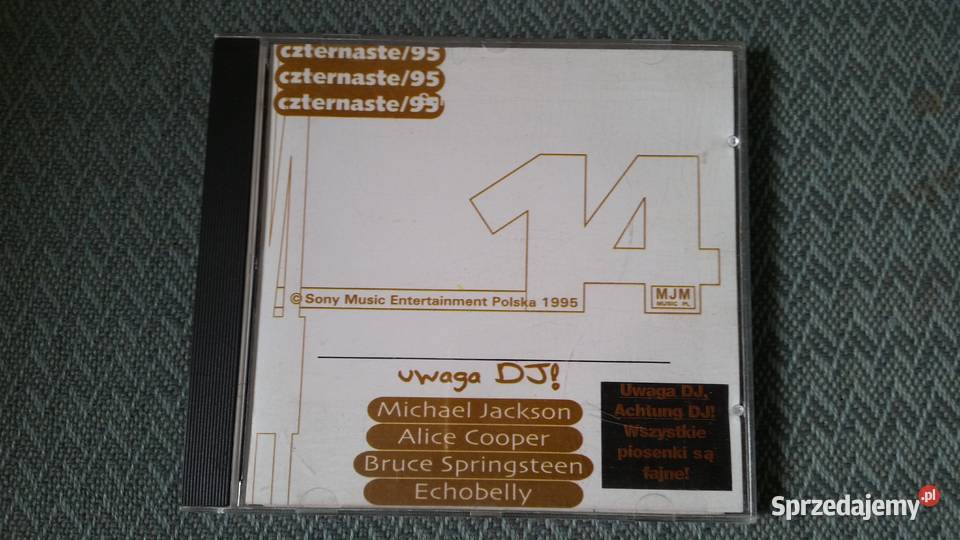 czternaste/95
czternaste/95
czternaste/95
14
© Sony Music Entertainment Polska 1995
MJM
MUSIC PL
uwaga DJ!
Michael Jackson
Alice Cooper
Bruce Springsteen
Echobelly
Uwaga DJ,
Achtung DJ!
Wszystkie
piosenki są
fajne!
Sprzedajemy.pl